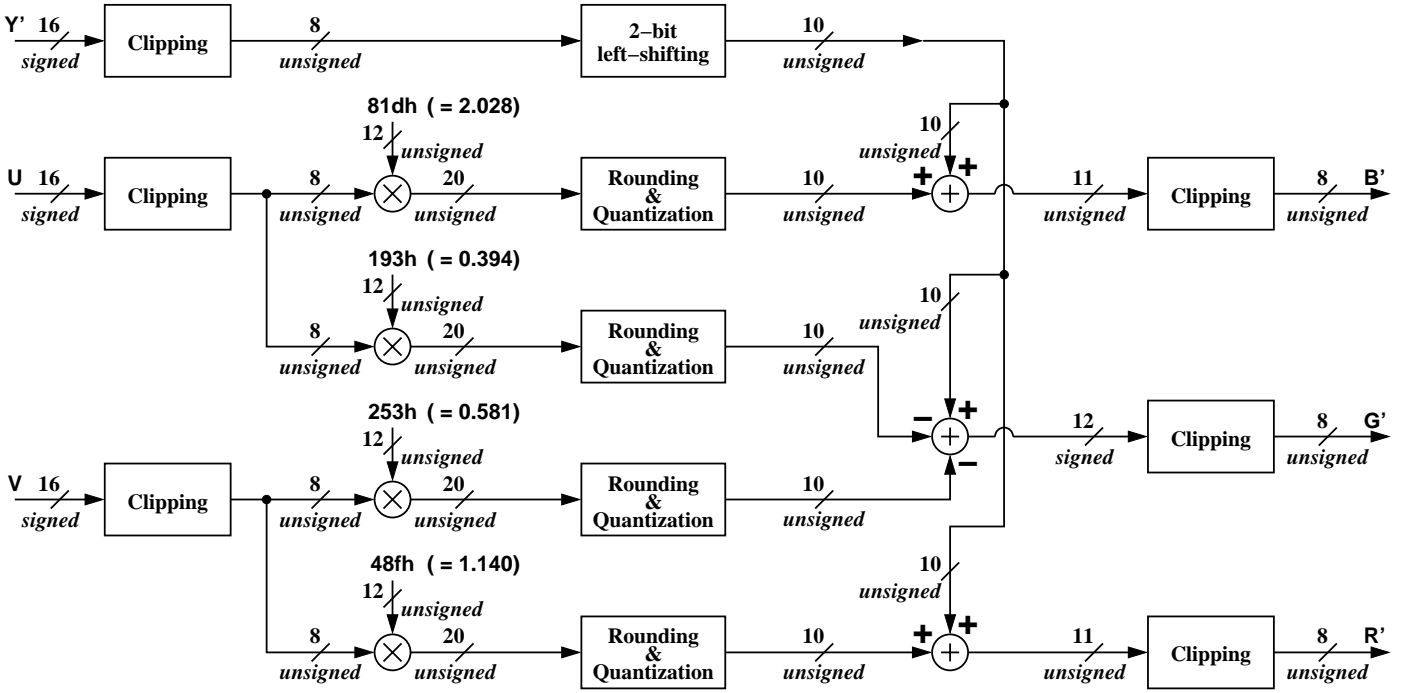 Y' 16 signed
Clipping
8 unsigned
2−bit
left−shifting
10 unsigned
81dh ( = 2.028)
12 unsigned
10 unsigned
U 16 signed
Clipping
8 unsigned
20 unsigned
Rounding
&
Quantization
10 unsigned
+ +
+
11 unsigned
Clipping
8 unsigned
B'
193h ( = 0.394)
12 unsigned
10 unsigned
8 unsigned
20 unsigned
Rounding
&
Quantization
10 unsigned
253h ( = 0.581)
12 unsigned
− +
+
−
12 signed
Clipping
8 unsigned
G'
V 16 signed
Clipping
8 unsigned
20 unsigned
Rounding
&
Quantization
10 unsigned
48fh ( = 1.140)
12 unsigned
10 unsigned
8 unsigned
20 unsigned
Rounding
&
Quantization
10 unsigned
+ +
+
11 unsigned
Clipping
8 unsigned
R'